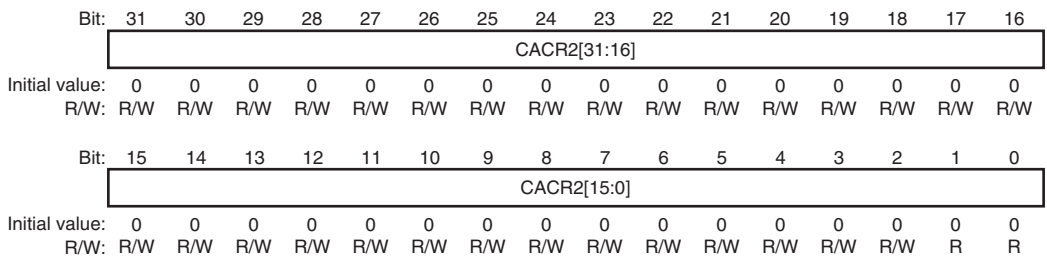 Bit: 31 30 29 28 27 26 25 24 23 22 21 20 19 18 17 16
CACR2[31:16]
Initial value: 0 0 0 0 0 0 0 0 0 0 0 0 0 0 0 0
R/W: R/W R/W R/W R/W R/W R/W R/W R/W R/W R/W R/W R/W R/W R/W R/W R/W
Bit: 15 14 13 12 11 10 9 8 7 6 5 4 3 2 1 0
CACR2[15:0]
Initial value: 0 0 0 0 0 0 0 0 0 0 0 0 0 0 0 0
R/W: R/W R/W R/W R/W R/W R/W R/W R/W R/W R/W R/W R/W R/W R/W R R